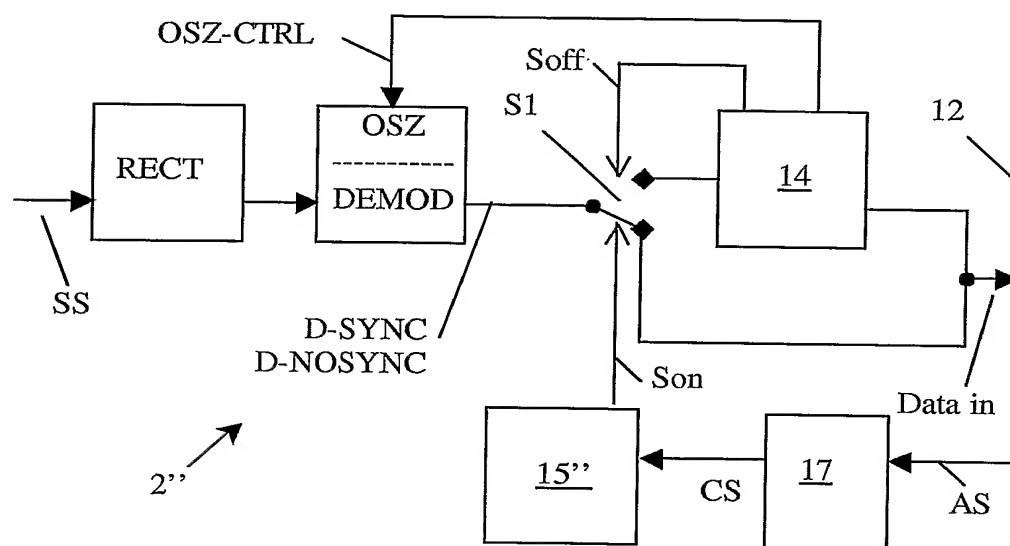 OSZ-CTRL
Soff
S1
12
OSZ
RECT
14
DEMOD
SS
D-SYNC
D-NOSYNC
Son
Data in
2’’
15’’
CS
17
AS